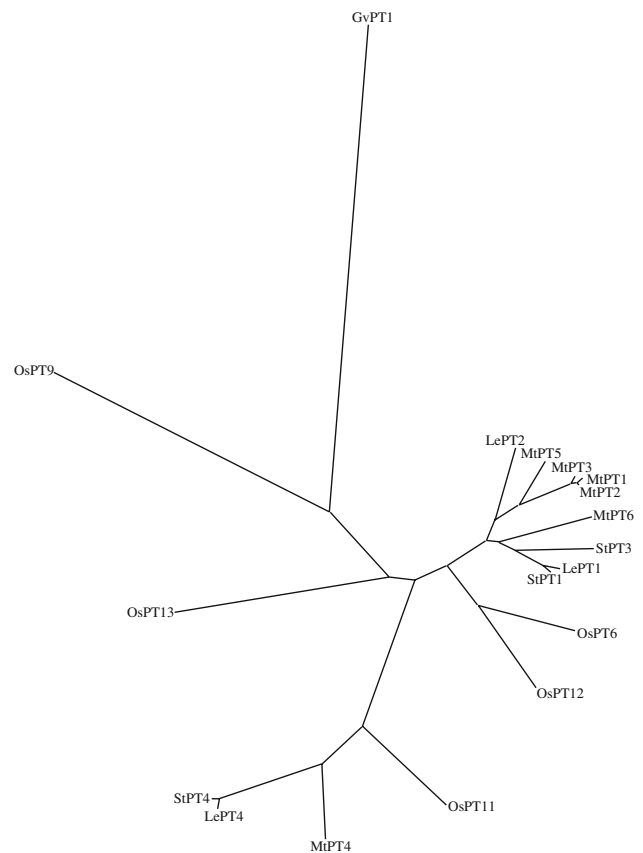 GvPT1
OsPT9
LePT2
MtPT5
MtPT3
MtPT1
MtPT2
MtPT6
StPT3
LePT1
StPT1
OsPT13
OsPT6
OsPT12
StPT4
OsPT11
LePT4
MtPT4